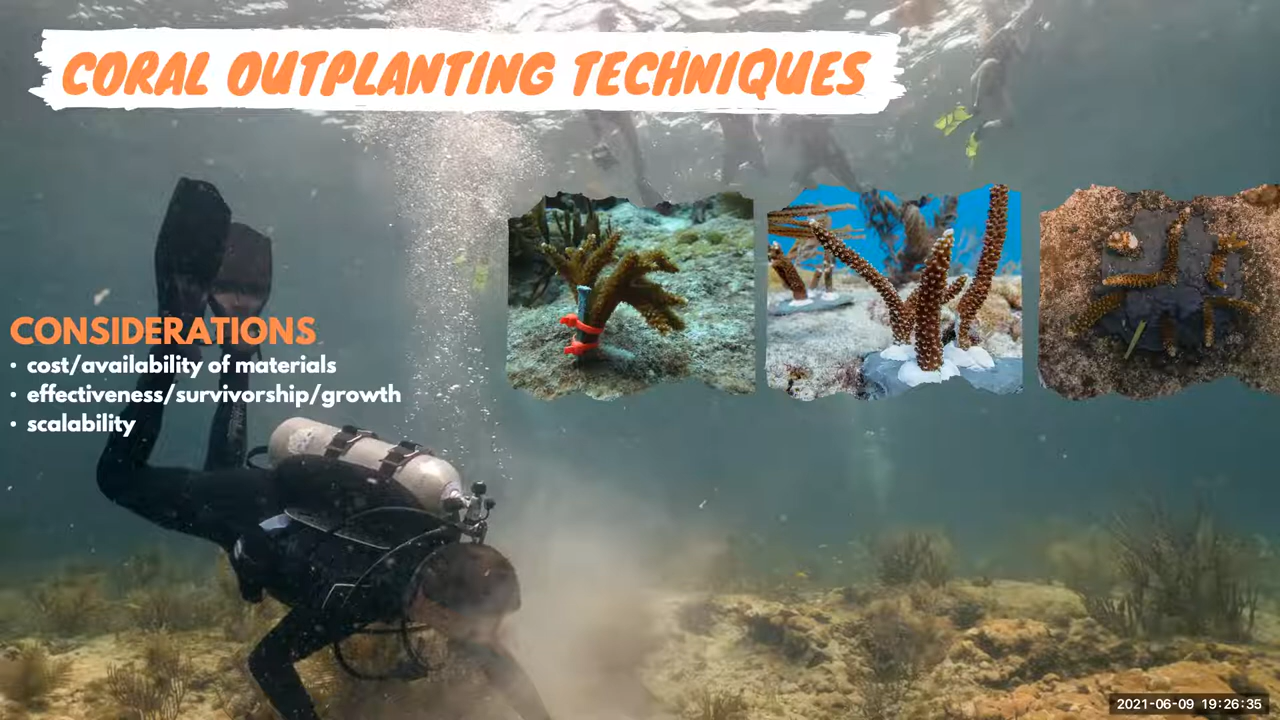 CORAL OUTPLANTING TECHNIQUES
CONSIDERATIONS
• cost/availability of materials
• effectiveness/survivorship/growth
• scalability
2021-06-09 19:26:35